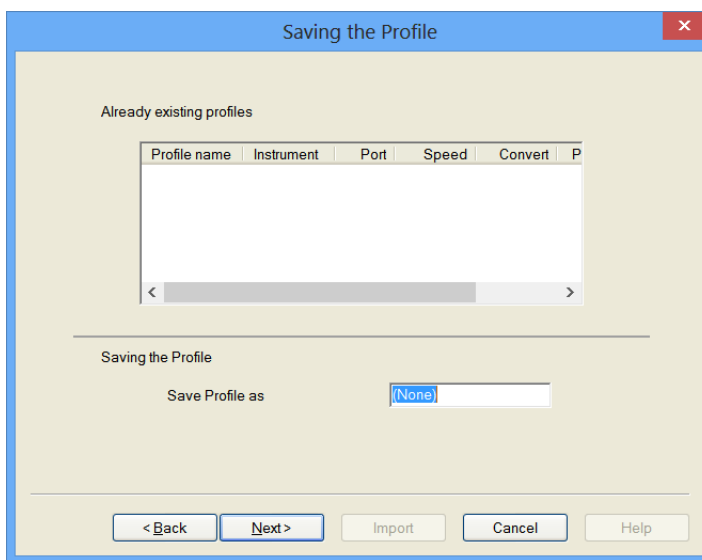 Saving the Profile
Already existing profiles
Profile name Instrument Port Speed Convert P
Saving the Profile
Save Profile as (None)
< Back Next > Import Cancel Help